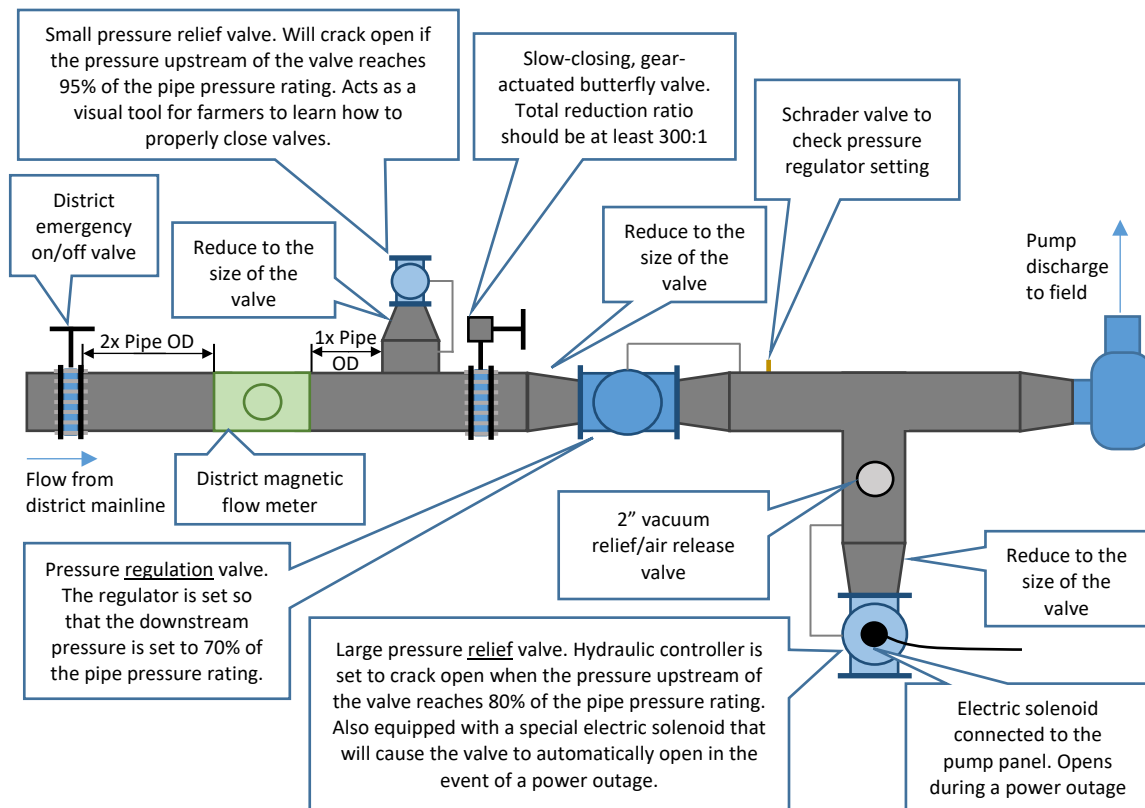 Small pressure relief valve. Will crack open if
the pressure upstream of the valve reaches
95% of the pipe pressure rating. Acts as a
visual tool for farmers to learn how to
properly close valves.
Slow-closing, gear-
actuated butterfly valve.
Total reduction ratio
should be at least 300:1
Schrader valve to
check pressure
regulator setting
District
emergency
on/off valve
Reduce to the
size of the
valve
Reduce to the
size of the
valve
Pump
discharge
to field
2x Pipe OD
1x Pipe
OD
Flow from
district mainline
District magnetic
flow meter
2” vacuum
relief/air release
valve
Reduce to the
size of the
valve
Pressure regulation valve.
The regulator is set so
that the downstream
pressure is set to 70% of
the pipe pressure rating.
Large pressure relief valve. Hydraulic controller is
set to crack open when the pressure upstream of
the valve reaches 80% of the pipe pressure rating.
Also equipped with a special electric solenoid that
will cause the valve to automatically open in the
event of a power outage.
Electric solenoid
connected to the
pump panel. Opens
during a power outage